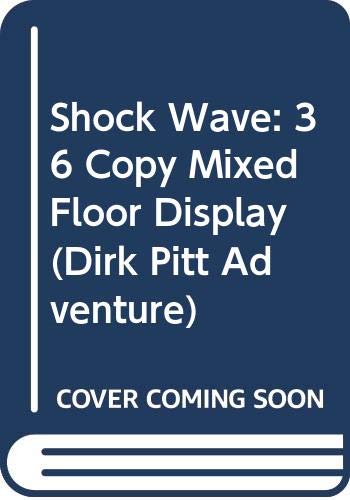 Shock Wave: 3
6 Copy Mixed
Floor Display
(Dirk Pitt Ad
venture)
COVER COMING SOON